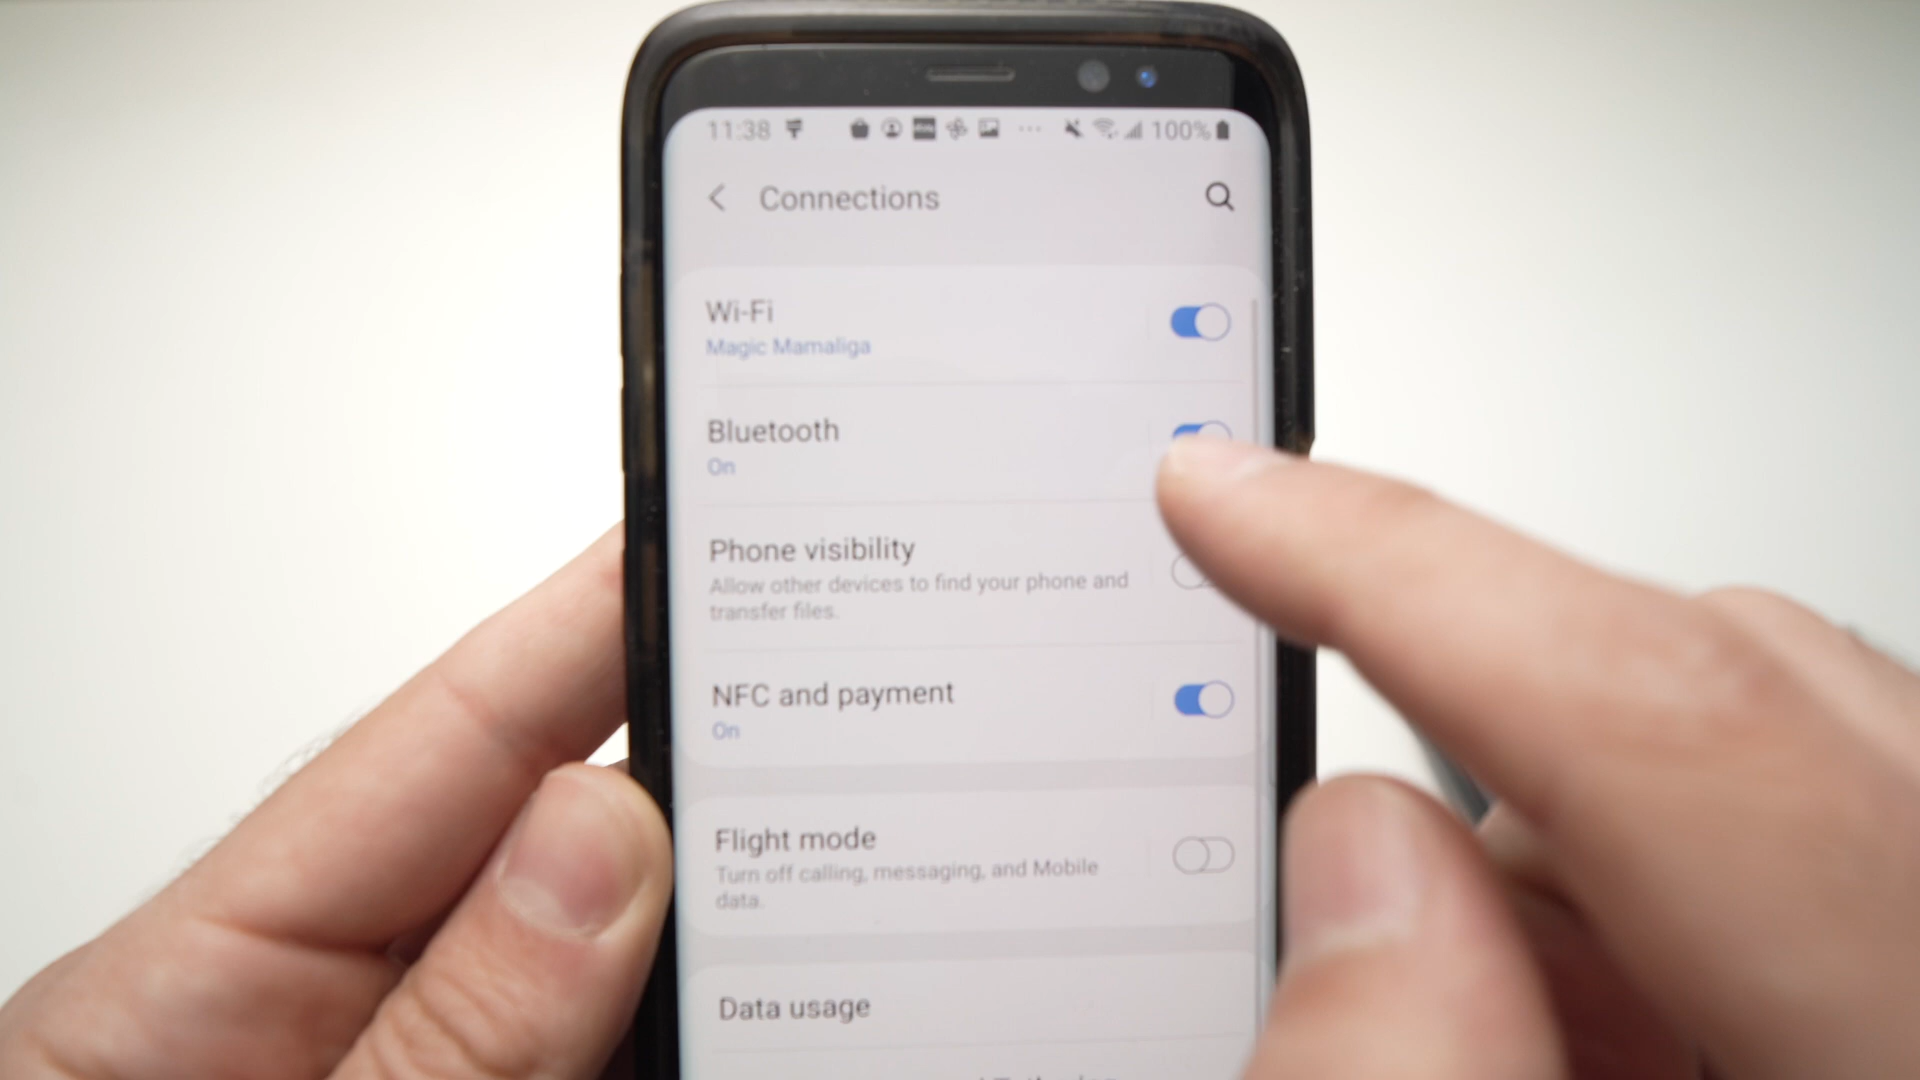 11:38
100%
Connections
Wi-Fi
Magic Mamaliga
Bluetooth
On
Phone visibility
Allow other devices to find your phone and
transfer files.
NFC and payment
On
Flight mode
Turn off calling, messaging, and Mobile
data.
Data usage